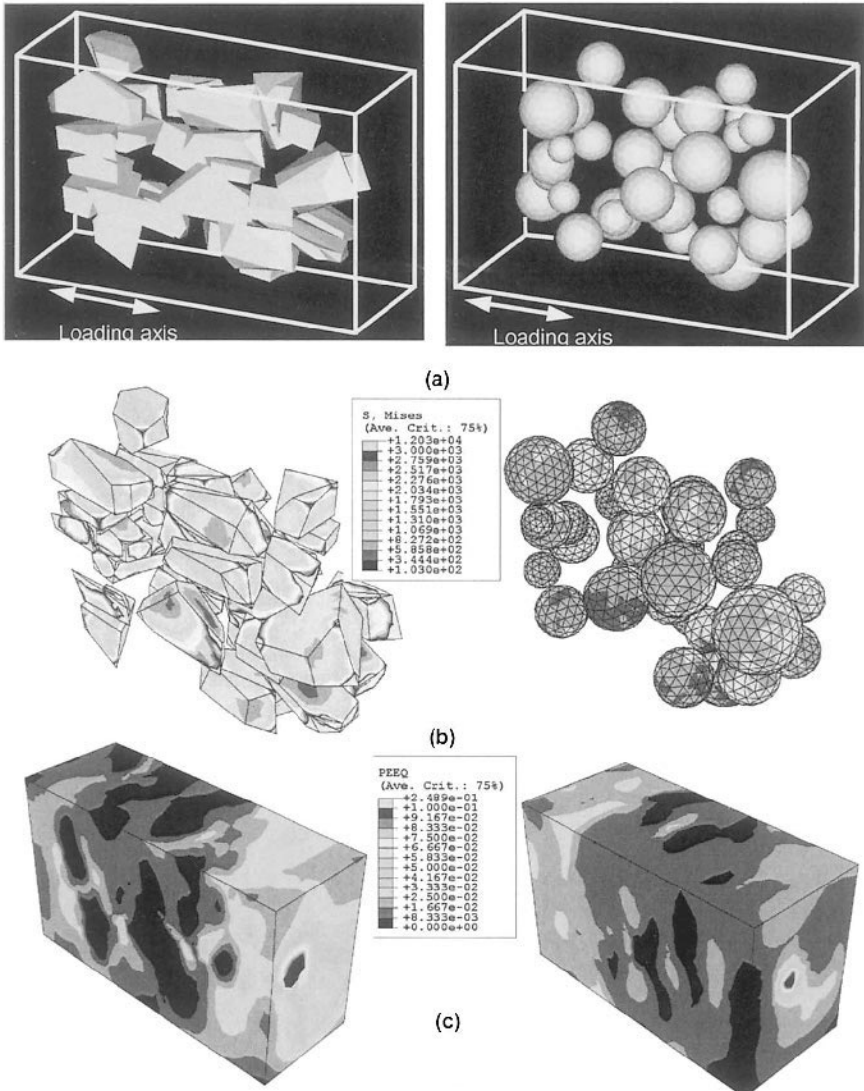 Loading axis
Loading axis
(a)
S, Mises
(Ave. Crit.: 75%)
+1.203e+04
+3.000e+03
+2.759e+03
+2.517e+03
+2.276e+03
+2.034e+03
+1.793e+03
+1.551e+03
+1.310e+03
+1.069e+03
+8.272e+02
+5.858e+02
+3.444e+02
+1.030e+02
(b)
PEEQ
(Ave. Crit.: 75%)
+2.489e-01
+1.000e-01
+9.167e-02
+8.333e-02
+7.500e-02
+6.667e-02
+5.833e-02
+5.000e-02
+4.167e-02
+3.333e-02
+2.500e-02
+1.667e-02
+8.333e-03
+0.000e+00
(c)